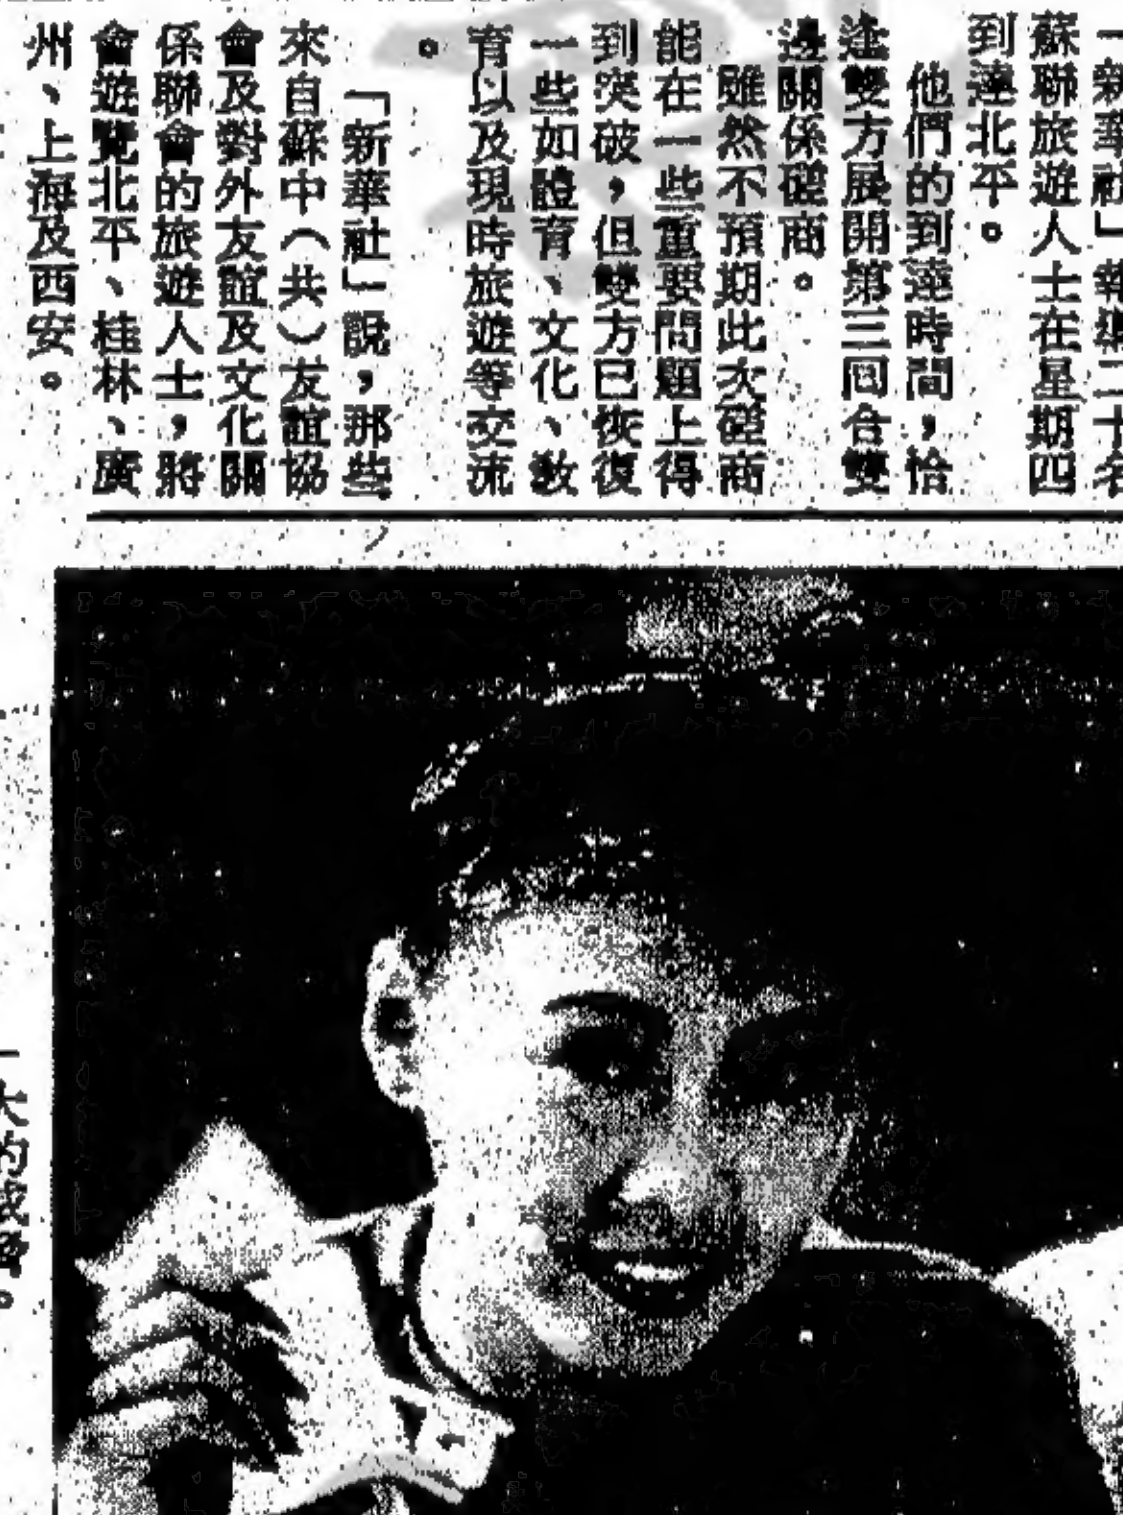 「新華社」報導二十名
蘇聯旅遊人士在星期四
到達北平。
他們的到達時間，恰
逢雙方展開第三回合雙
邊關係磋商。
雖然不預期此次磋商
能在一些重要問題上得
到突破，但雙方已恢復
一些如體育、文化、敎
育以及現時旅遊等交流
。
「新華社」說，那些
來自蘇中（共）友誼協
會及對外友誼及文化關
係聯會的旅遊人士，將
會遊覽北平、桂林、廣
州、上海及西安。